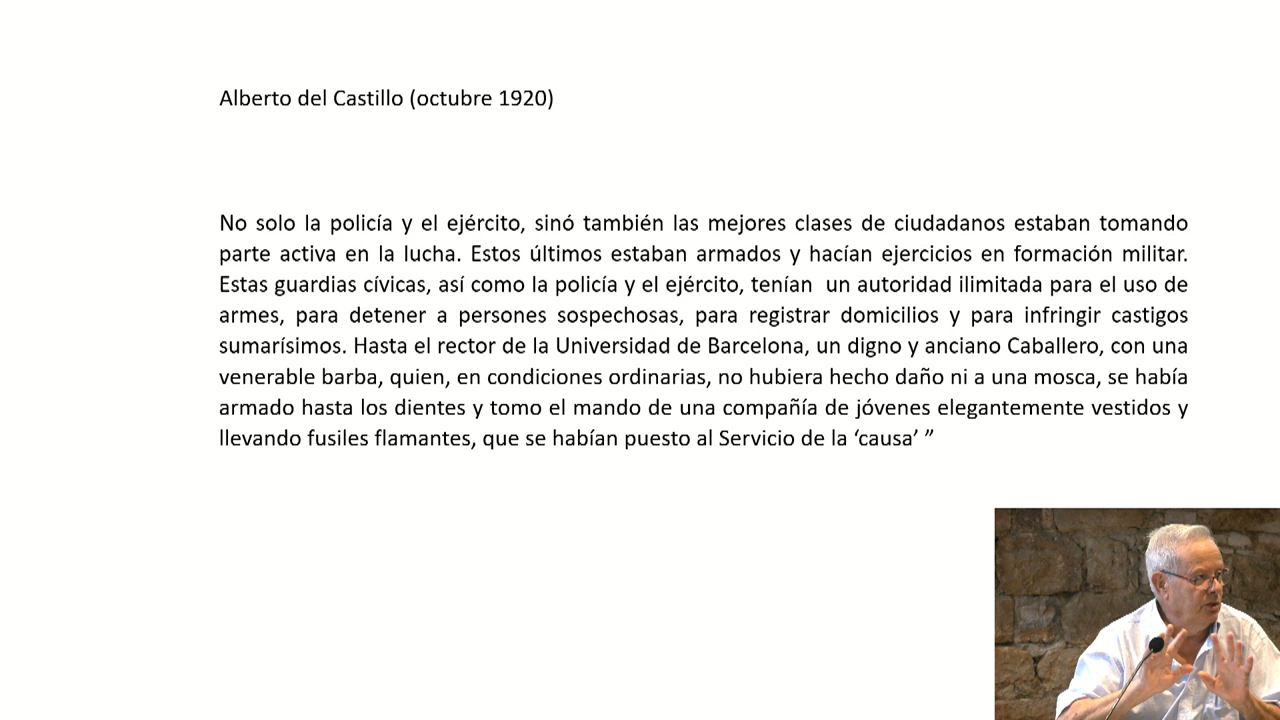 Alberto del Castillo (octubre 1920)
No solo la policía y el ejército, sinó también las mejores clases de ciudadanos estaban tomando
parte activa en la lucha. Estos últimos estaban armados y hacían ejercicios en formación militar.
Estas guardias cívicas, así como la policía y el ejército, tenían  un autoridad ilimitada para el uso de
armes, para detener a persones sospechosas, para registrar domicilios y para infringir castigos
sumarísimos. Hasta el rector de la Universidad de Barcelona, un digno y anciano Caballero, con una
venerable barba, quien, en condiciones ordinarias, no hubiera hecho daño ni a una mosca, se había
armado hasta los dientes y tomo el mando de una compañía de jóvenes elegantemente vestidos y
llevando fusiles flamantes, que se habían puesto al Servicio de la ‘causa’ ”